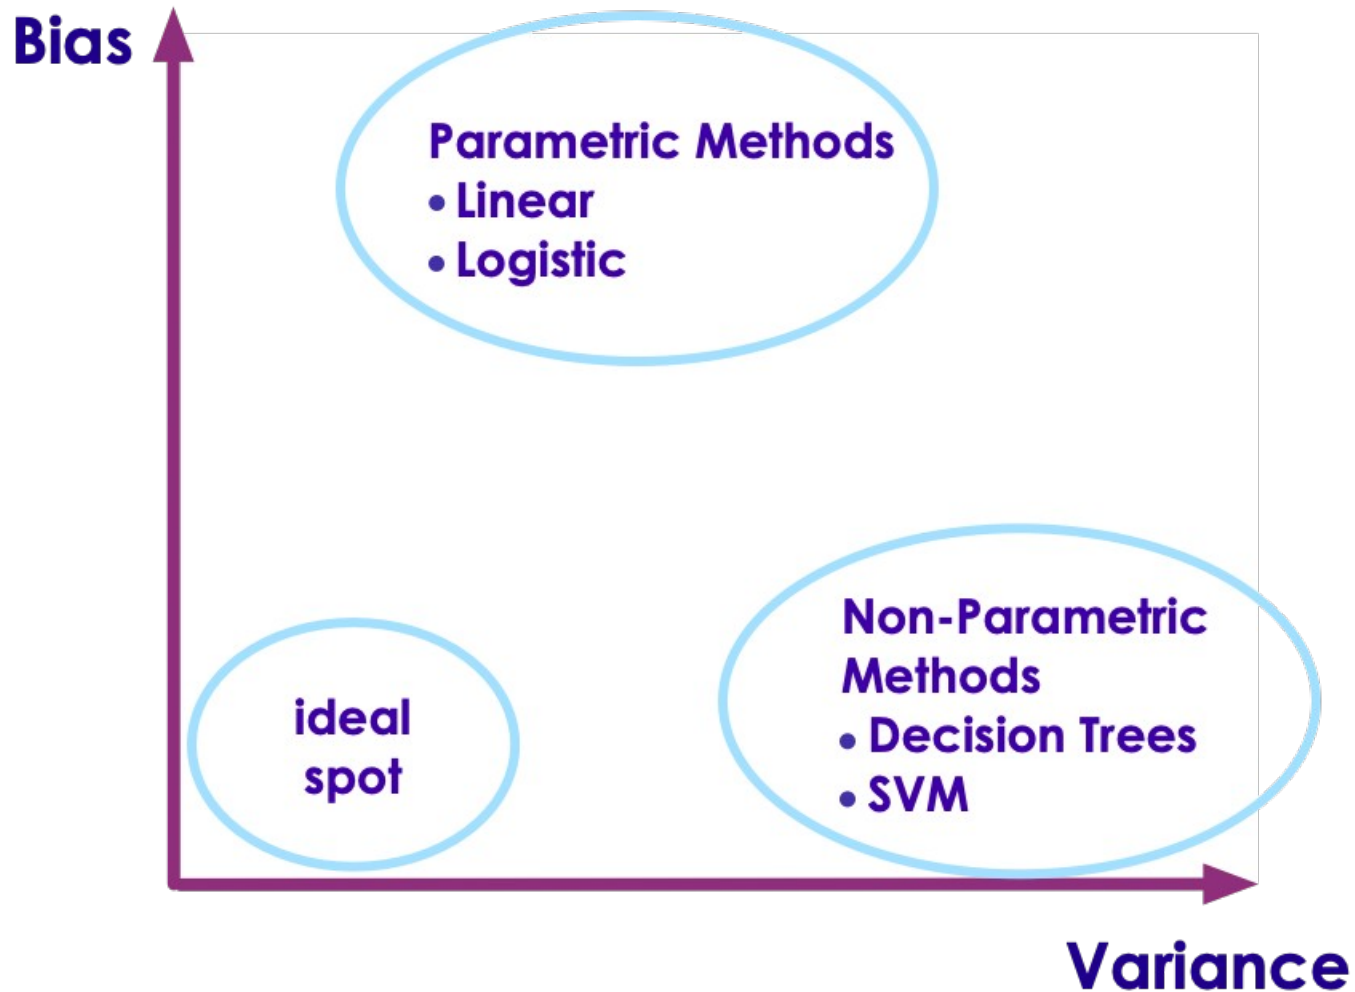 Bias
Parametric Methods
• Linear
• Logistic
Non-Parametric
Methods
• Decision Trees
• SVM
ideal
spot
Variance